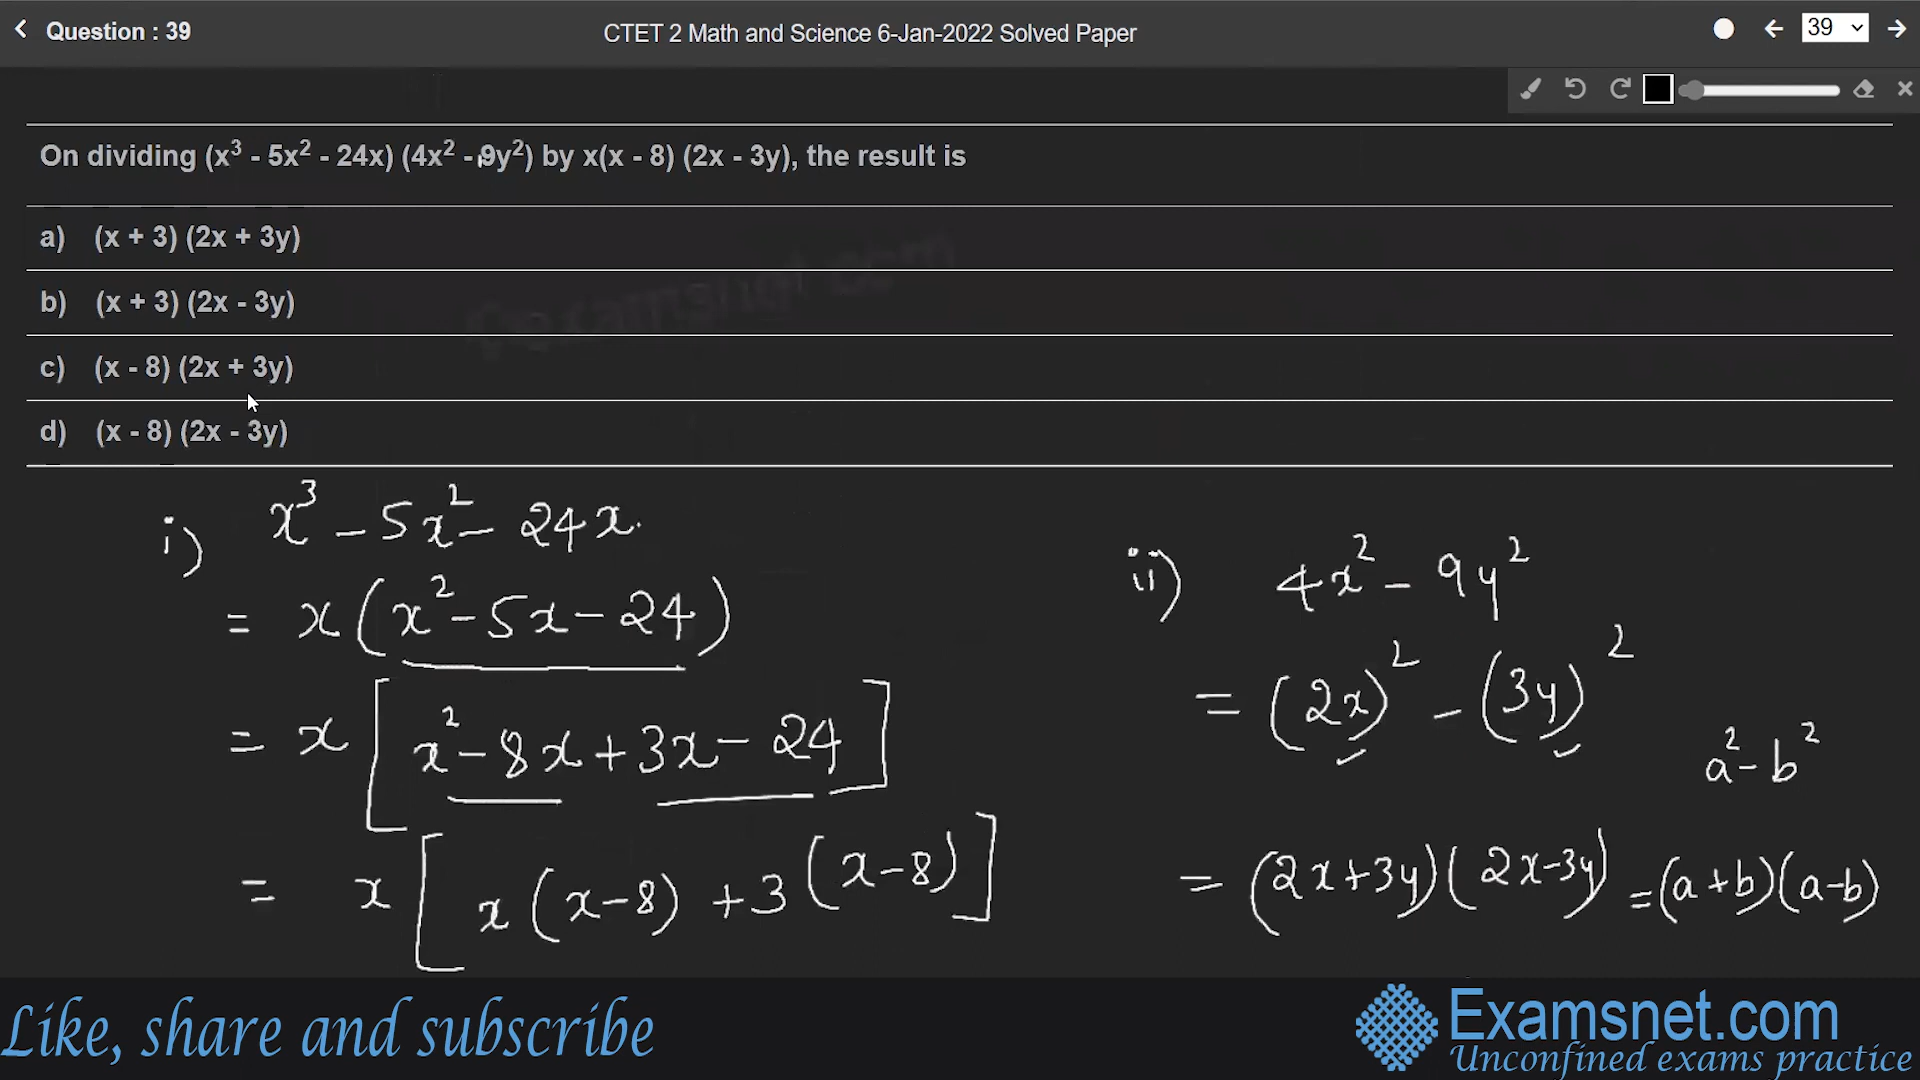 Question : 39
CTET 2 Math and Science 6-Jan-2022 Solved Paper
39
On dividing (x³ - 5x² - 24x) (4x² - 9y²) by x(x - 8) (2x - 3y), the result is
a) (x + 3) (2x + 3y)
b) (x + 3) (2x - 3y)
c) (x - 8) (2x + 3y)
d) (x - 8) (2x - 3y)
i) x³ - 5x² - 24x.
= x(x² - 5x - 24)
= x[x² - 8x + 3x - 24]
= x[x(x-8) + 3(x-8)]
ii) 4x² - 9y²
= (2x)² - (3y)²
a² - b²
= (2x+3y)(2x-3y) = (a+b)(a-b)
Like, share and subscribe
Examsnet.com
Unconfined exams practice